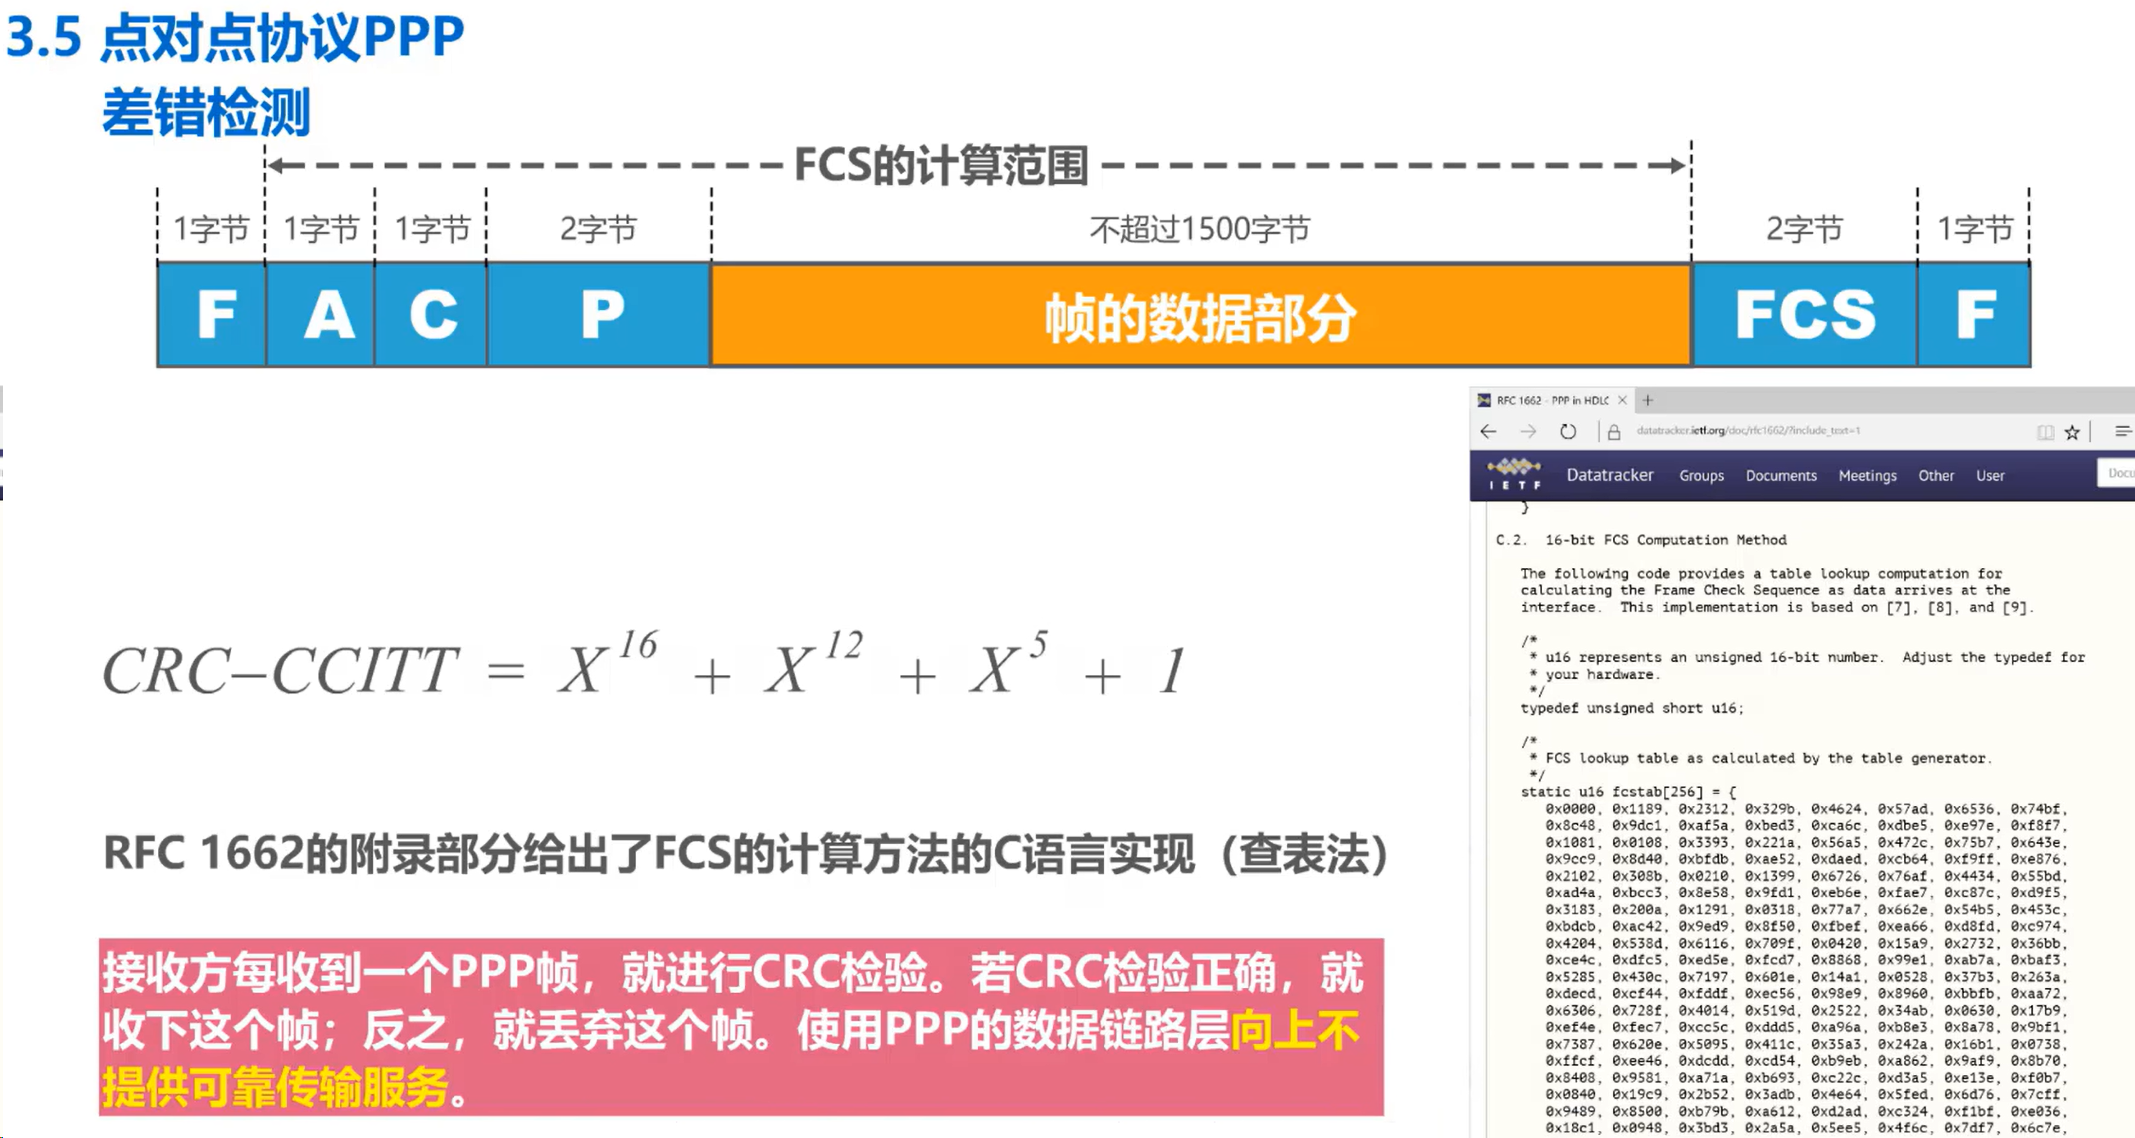 3.5 点对点协议PPP
差错检测
FCS的计算范围
1字节 1字节 1字节 2字节 不超过1500字节 2字节 1字节
F A C P 帧的数据部分 FCS F
CRC–CCITT = X^16 + X^12 + X^5 + 1
RFC 1662的附录部分给出了FCS的计算方法的C语言实现（查表法）
接收方每收到一个PPP帧，就进行CRC检验。若CRC检验正确，就
收下这个帧；反之，就丢弃这个帧。使用PPP的数据链路层向上不
提供可靠传输服务。
RFC 1662 - PPP in HDLC
datatracker.ietf.org/doc/rfc1662/?include_text=1
IETF Datatracker Groups Documents Meetings Other User Docu
}
C.2. 16-bit FCS Computation Method
The following code provides a table lookup computation for
calculating the Frame Check Sequence as data arrives at the
interface. This implementation is based on [7], [8], and [9].
/*
* u16 represents an unsigned 16-bit number. Adjust the typedef for
* your hardware.
*/
typedef unsigned short u16;
/*
* FCS lookup table as calculated by the table generator.
*/
static u16 fcstab[256] = {
0x0000, 0x1189, 0x2312, 0x329b, 0x4624, 0x57ad, 0x6536, 0x74bf,
0x8c48, 0x9dc1, 0xaf5a, 0xbed3, 0xca6c, 0xdbe5, 0xe97e, 0xf8f7,
0x1081, 0x0108, 0x3393, 0x221a, 0x56a5, 0x472c, 0x75b7, 0x643e,
0x9cc9, 0x8d40, 0xbfdb, 0xae52, 0xdaed, 0xcb64, 0xf9ff, 0xe876,
0x2102, 0x308b, 0x0210, 0x1399, 0x6726, 0x76af, 0x4434, 0x55bd,
0xad4a, 0xbcc3, 0x8e58, 0x9fd1, 0xeb6e, 0xfae7, 0xc87c, 0xd9f5,
0x3183, 0x200a, 0x1291, 0x0318, 0x77a7, 0x662e, 0x54b5, 0x453c,
0xbdcb, 0xac42, 0x9ed9, 0x8f50, 0xfbef, 0xea66, 0xd8fd, 0xc974,
0x4204, 0x538d, 0x6116, 0x709f, 0x0420, 0x15a9, 0x2732, 0x36bb,
0xce4c, 0xdfc5, 0xed5e, 0xfcd7, 0x8868, 0x99e1, 0xab7a, 0xbaf3,
0x5285, 0x430c, 0x7197, 0x601e, 0x14a1, 0x0528, 0x37b3, 0x263a,
0xdecd, 0xcf44, 0xfddf, 0xec56, 0x98e9, 0x8960, 0xbbfb, 0xaa72,
0x6306, 0x728f, 0x4014, 0x519d, 0x2522, 0x34ab, 0x0630, 0x17b9,
0xef4e, 0xfec7, 0xcc5c, 0xddd5, 0xa96a, 0xb8e3, 0x8a78, 0x9bf1,
0x7387, 0x620e, 0x5095, 0x411c, 0x35a3, 0x242a, 0x16b1, 0x0738,
0xffcf, 0xee46, 0xdcdd, 0xcd54, 0xb9eb, 0xa862, 0x9af9, 0x8b70,
0x8408, 0x9581, 0xa71a, 0xb693, 0xc22c, 0xd3a5, 0xe13e, 0xf0b7,
0x0840, 0x19c9, 0x2b52, 0x3adb, 0x4e64, 0x5fed, 0x6d76, 0x7cff,
0x9489, 0x8500, 0xb79b, 0xa612, 0xd2ad, 0xc324, 0xf1bf, 0xe036,
0x18c1, 0x0948, 0x3bd3, 0x2a5a, 0x5ee5, 0x4f6c, 0x7df7, 0x6c7e,